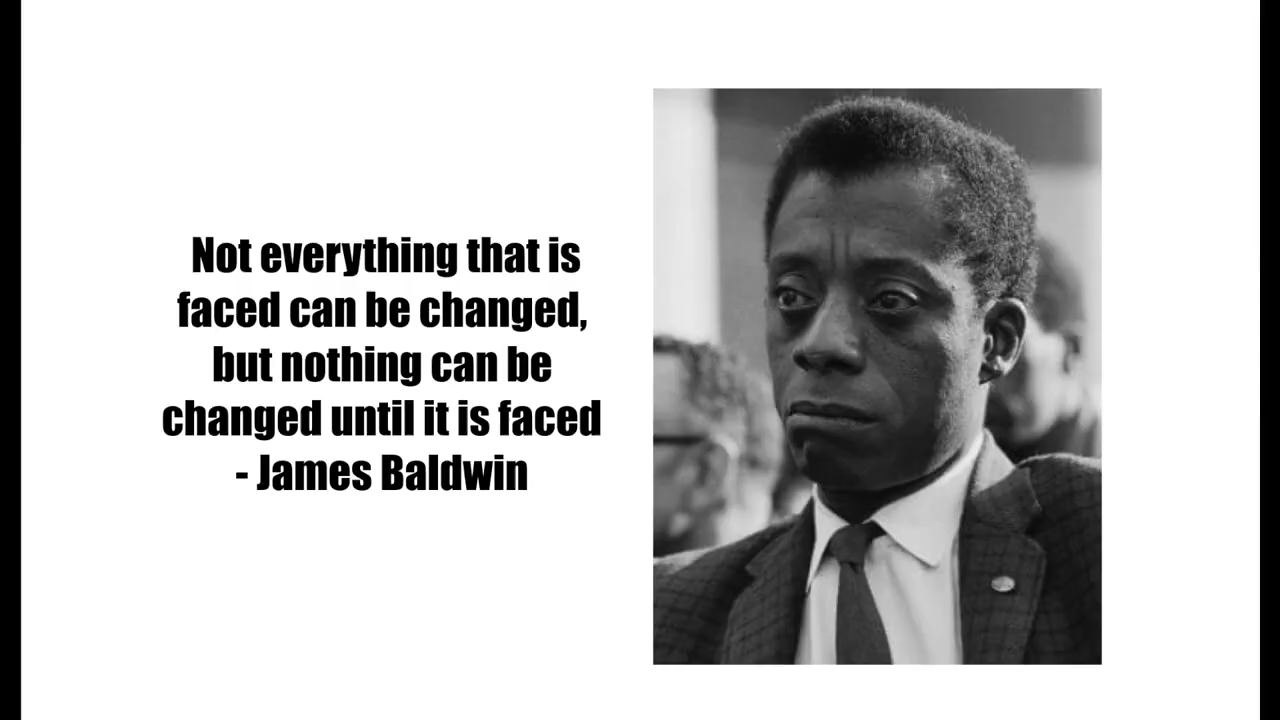 Not everything that is
faced can be changed,
but nothing can be
changed until it is faced
- James Baldwin